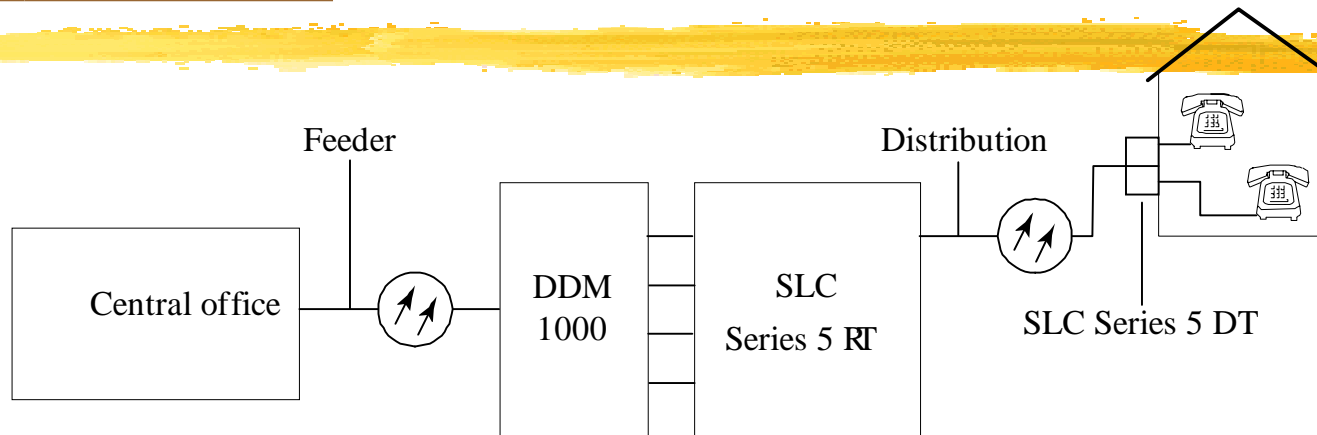 Feeder
Distribution
Central office
DDM
1000
SLC
Series 5 RT
SLC Series 5 DT